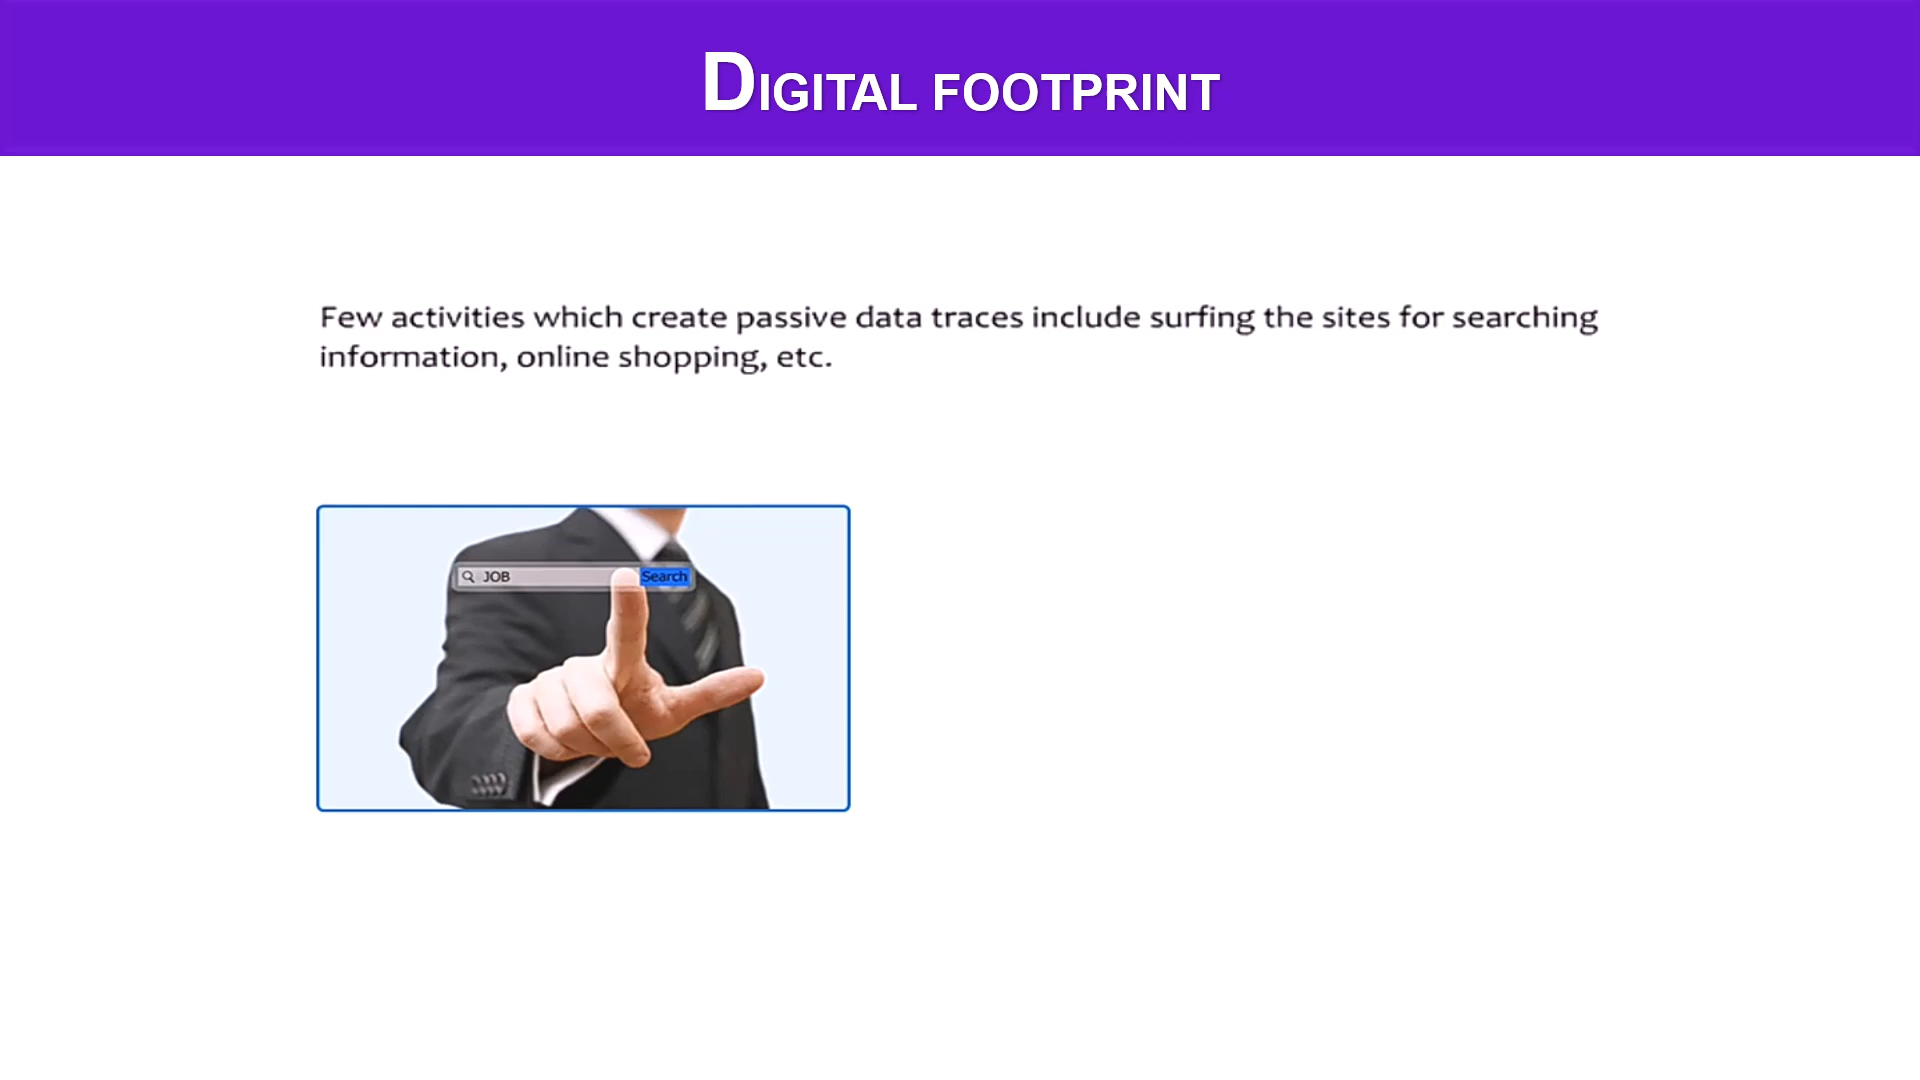 DIGITAL FOOTPRINT
Few activities which create passive data traces include surfing the sites for searching
information, online shopping, etc.
JOB Search